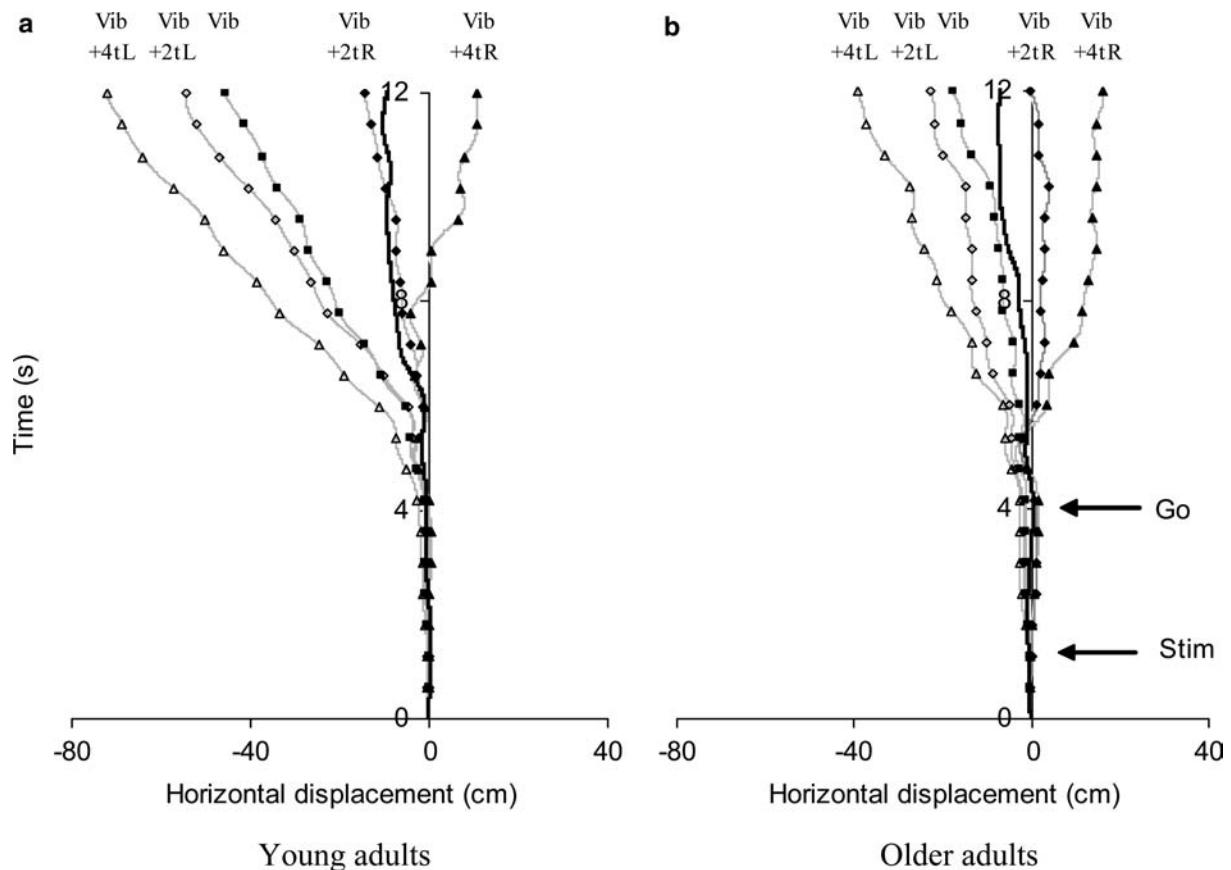 a
Vib Vib Vib Vib Vib
+4tL +2tL +2tR +4tR
12
8
4
0
Time (s)
-80 -40 0 40
Horizontal displacement (cm)
Young adults
b
Vib Vib Vib Vib Vib
+4tL +2tL +2tR +4tR
12
8
4
0
Go
Stim
-80 -40 0 40
Horizontal displacement (cm)
Older adults